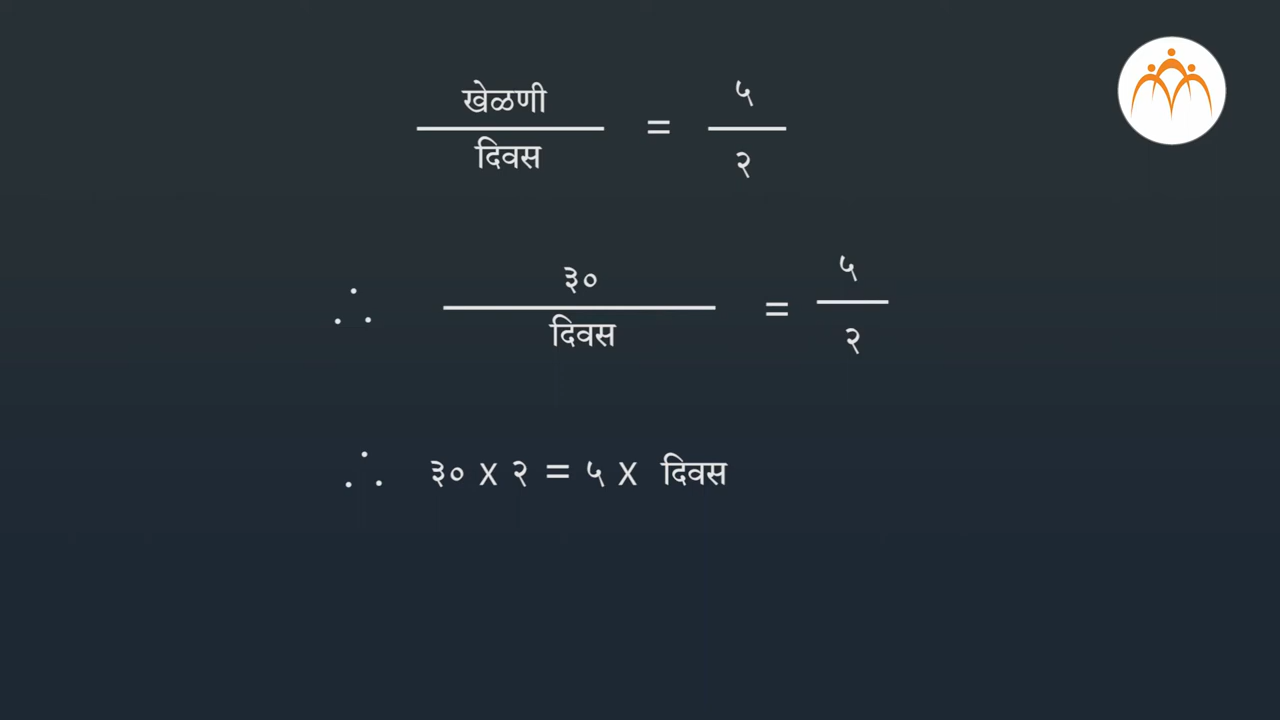 खेळणी / दिवस = ५ / २
∴ ३० / दिवस = ५ / २
∴ ३० x २ = ५ x दिवस